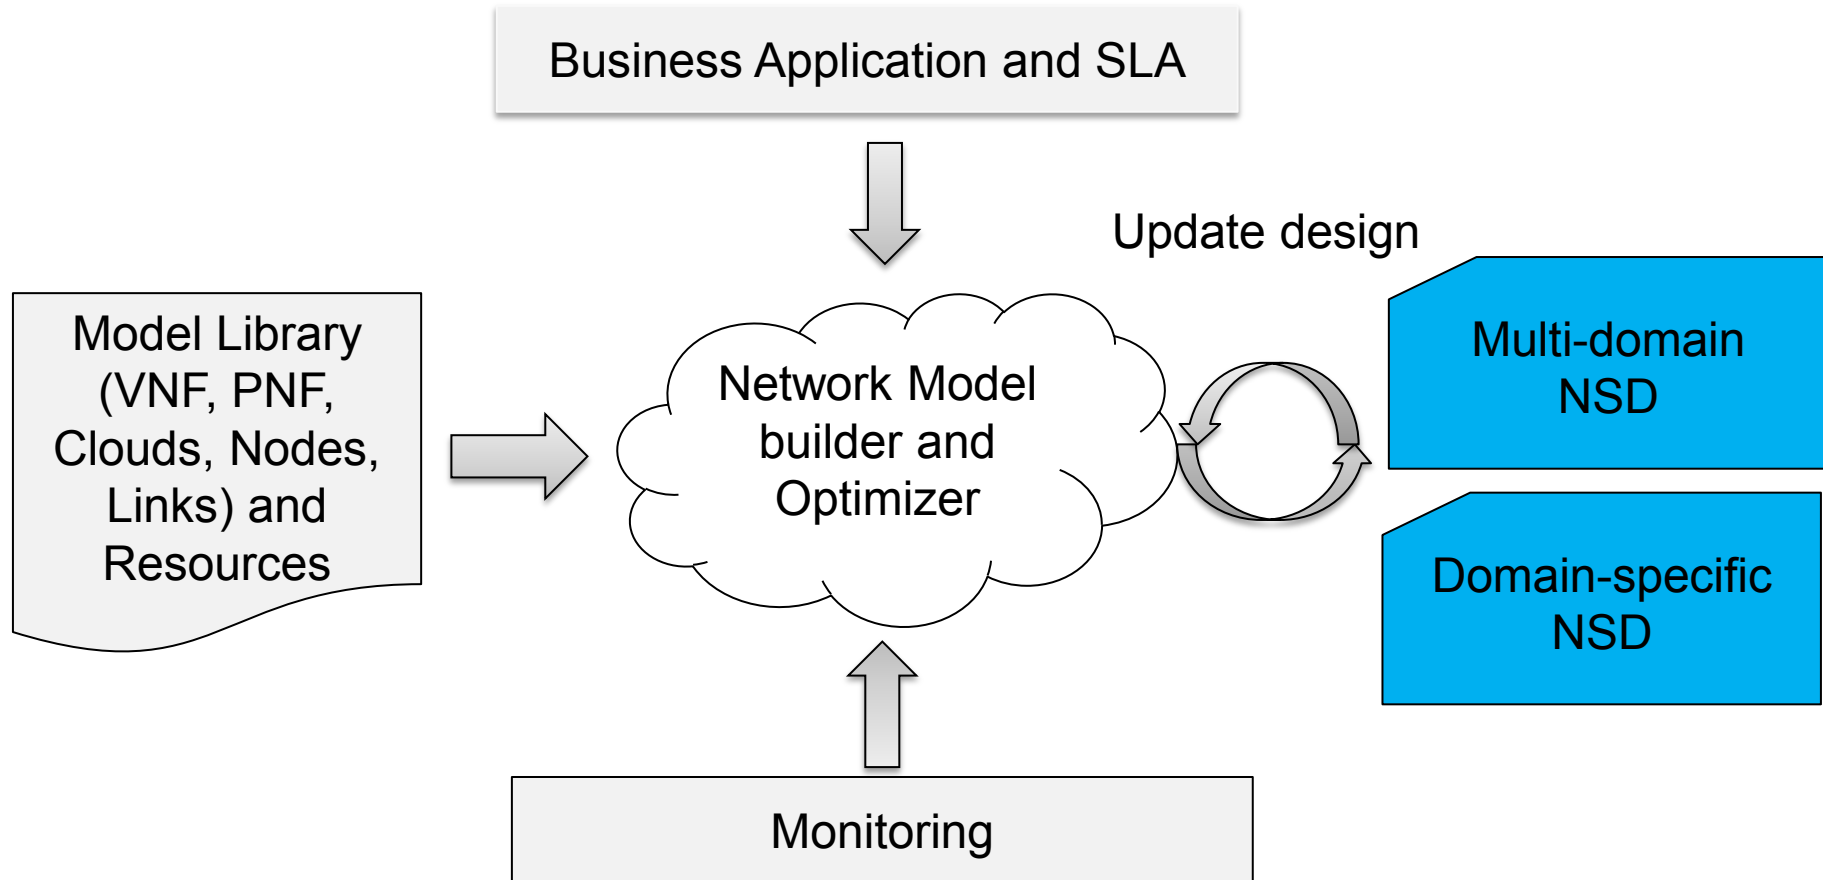 Business Application and SLA
Update design
Model Library
(VNF, PNF,
Clouds, Nodes,
Links) and
Resources
Network Model
builder and
Optimizer
Multi-domain
NSD
Domain-specific
NSD
Monitoring